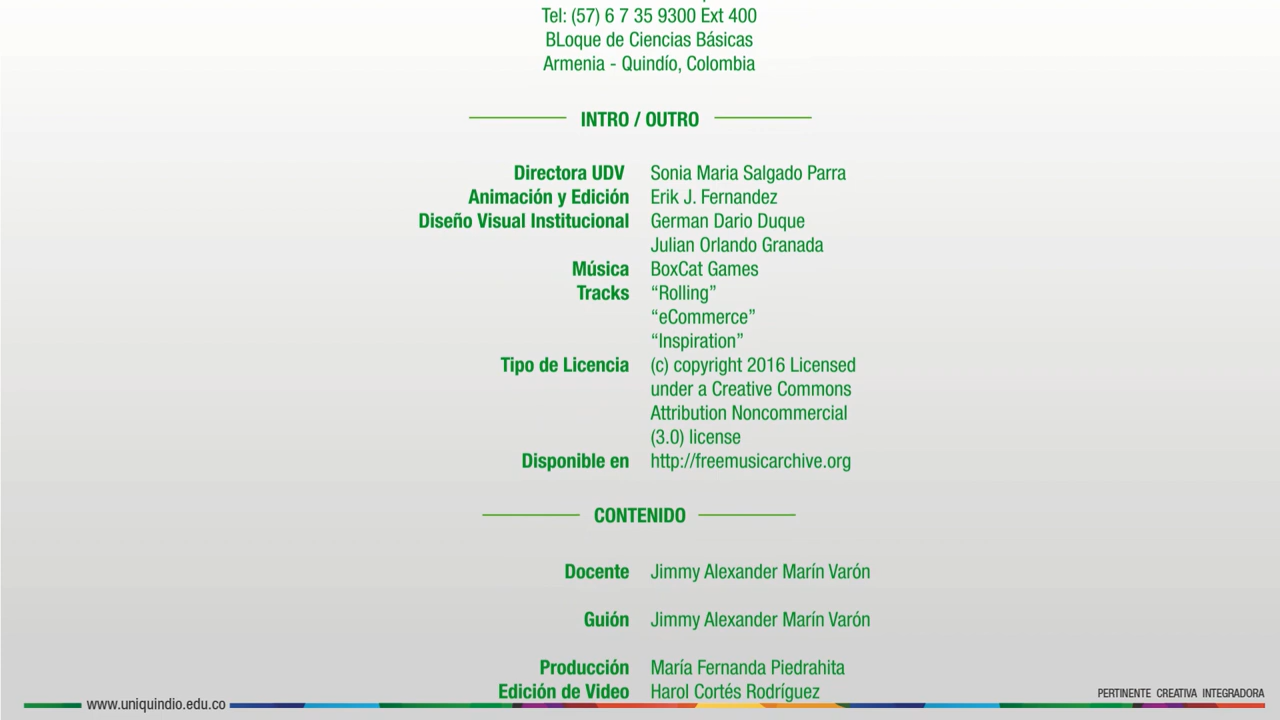 Tel: (57) 6 7 35 9300 Ext 400
BLoque de Ciencias Básicas
Armenia - Quindío, Colombia
INTRO / OUTRO
Directora UDV Sonia Maria Salgado Parra
Animación y Edición Erik J. Fernandez
Diseño Visual Institucional German Dario Duque
Julian Orlando Granada
Música BoxCat Games
Tracks “Rolling”
“eCommerce”
“Inspiration”
Tipo de Licencia (c) copyright 2016 Licensed
under a Creative Commons
Attribution Noncommercial
(3.0) license
Disponible en http://freemusicarchive.org
CONTENIDO
Docente Jimmy Alexander Marín Varón
Guión Jimmy Alexander Marín Varón
Producción María Fernanda Piedrahita
Edición de Video Harol Cortés Rodríguez
www.uniquindio.edu.co
PERTINENTE CREATIVA INTEGRADORA